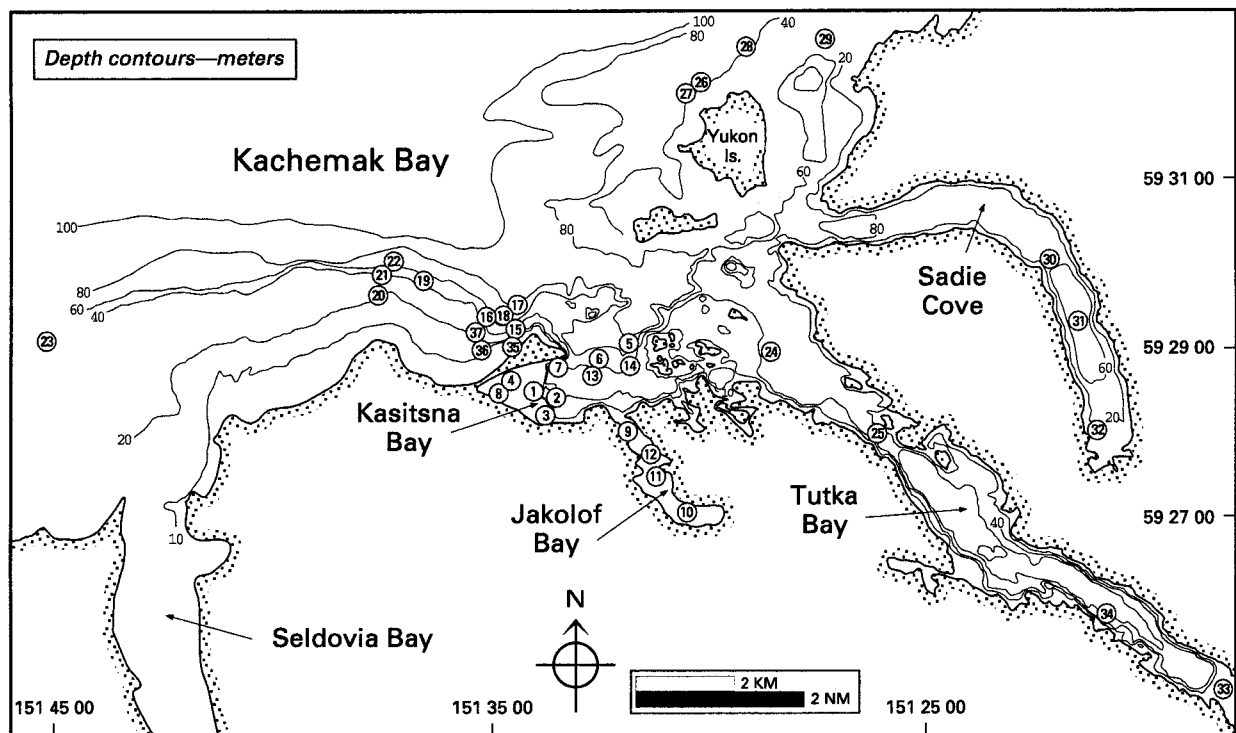 Depth contours—meters
100
80
40
28
29
20
26
27
Yukon
Is.
Kachemak Bay
60
59 31 00
100
80
80
Sadie
Cove
30
22
21
19
20
80
60
40
17
16
18
15
37
36
35
31
23
59 29 00
5
6
14
13
7
24
60
4
8
1
2
3
Kasitsna
Bay
20
20
32
9
25
12
11
10
Jakolof
Bay
Tutka
Bay
40
59 27 00
10
N
34
Seldovia Bay
2 KM
2 NM
33
151 45 00
151 35 00
151 25 00